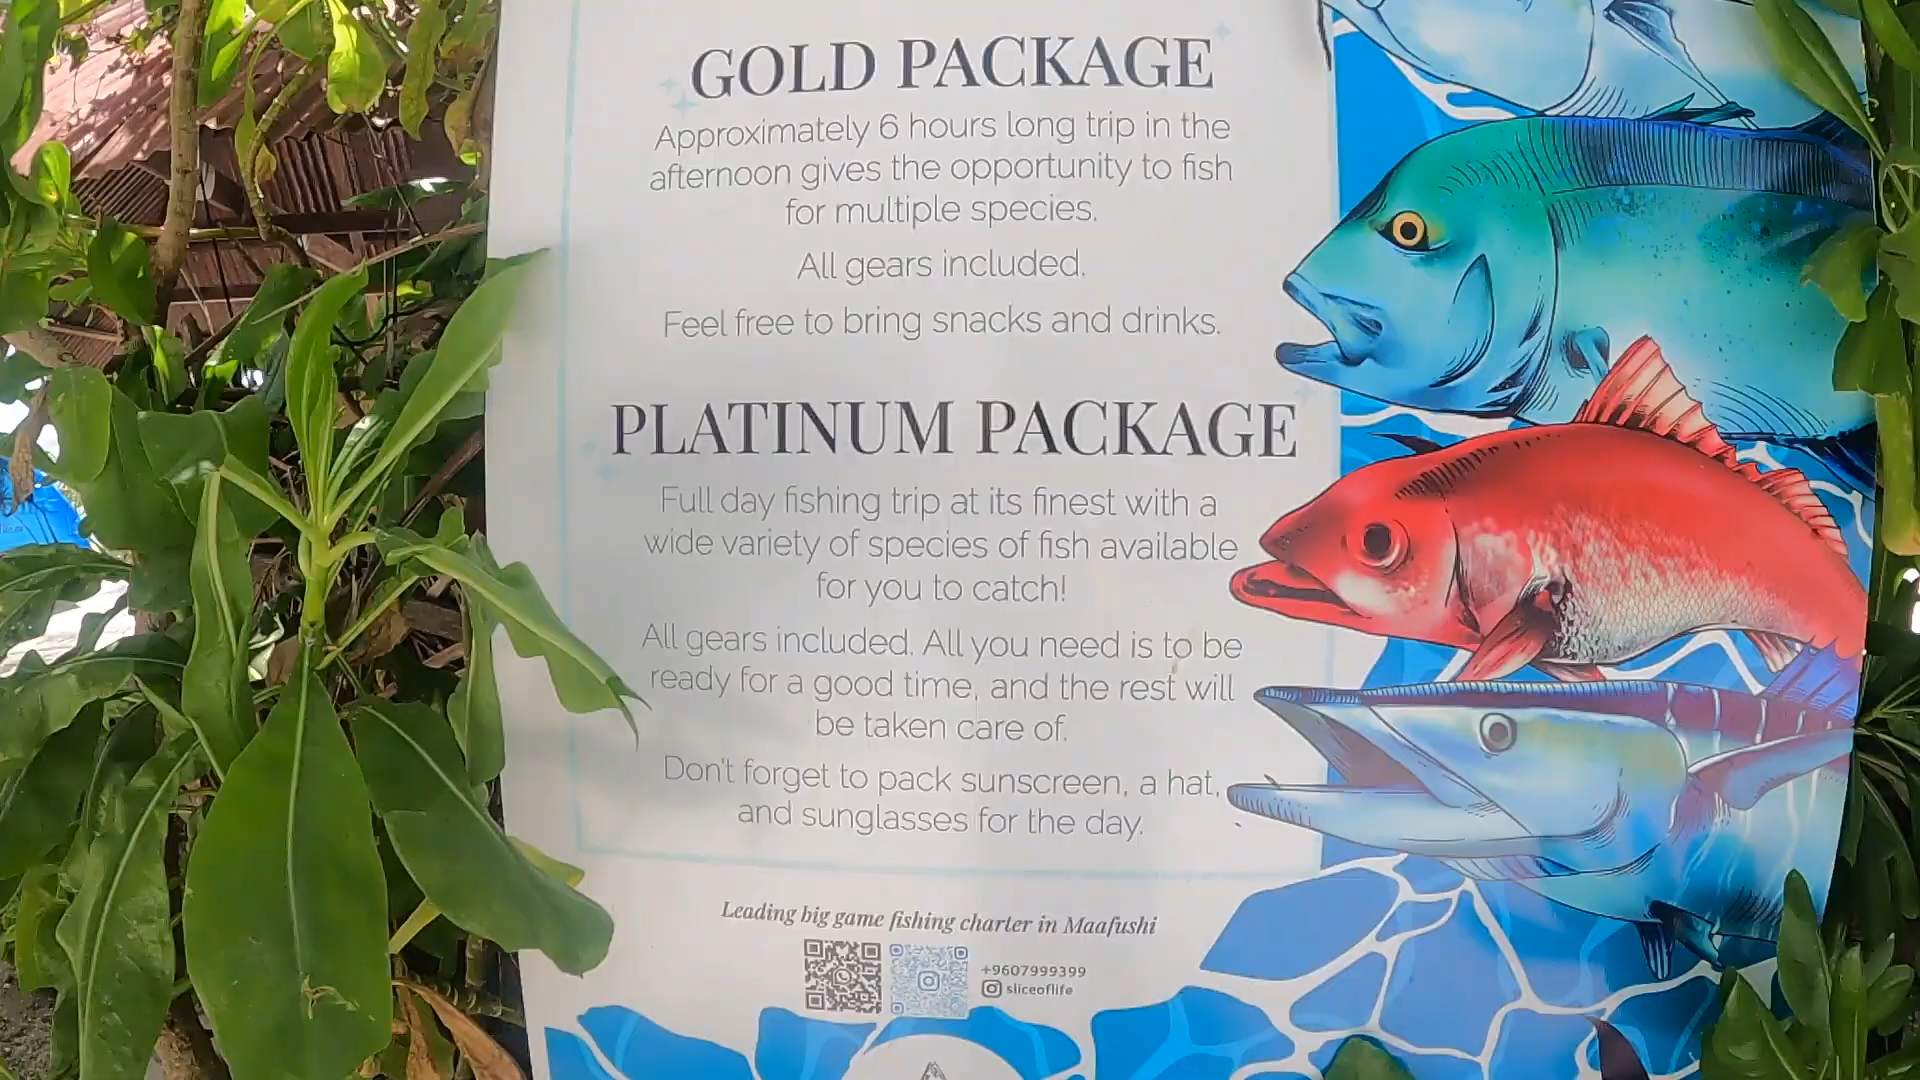 GOLD PACKAGE
Approximately 6 hours long trip in the
afternoon gives the opportunity to fish
for multiple species.
All gears included.
Feel free to bring snacks and drinks.
PLATINUM PACKAGE
Full day fishing trip at its finest with a
wide variety of species of fish available
for you to catch!
All gears included. All you need is to be
ready for a good time, and the rest will
be taken care of.
Don't forget to pack sunscreen, a hat,
and sunglasses for the day.
Leading big game fishing charter in Maafushi
+9607999399
sliceoflife